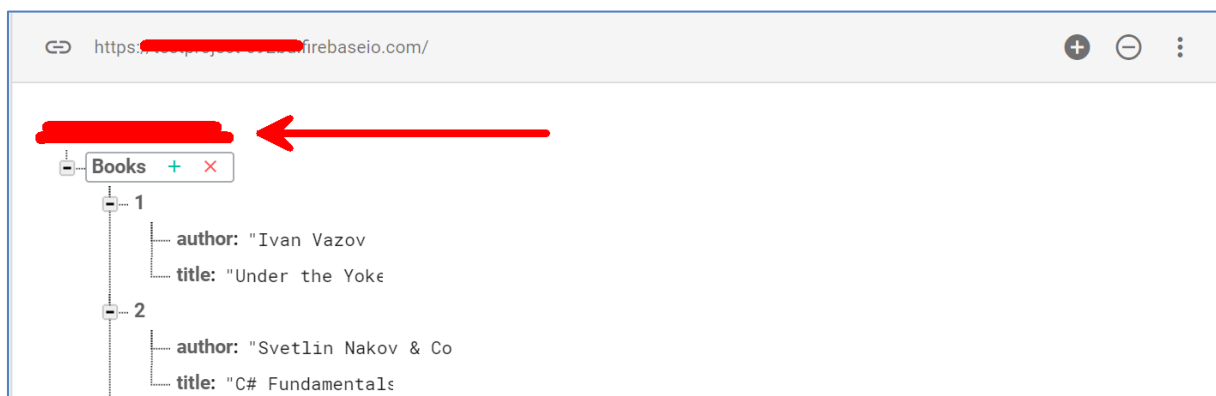 https:/ firebaseio.com/
Books + ×
1
author: "Ivan Vazov
title: "Under the Yoke
2
author: "Svetlin Nakov & Co
title: "C# Fundamentals